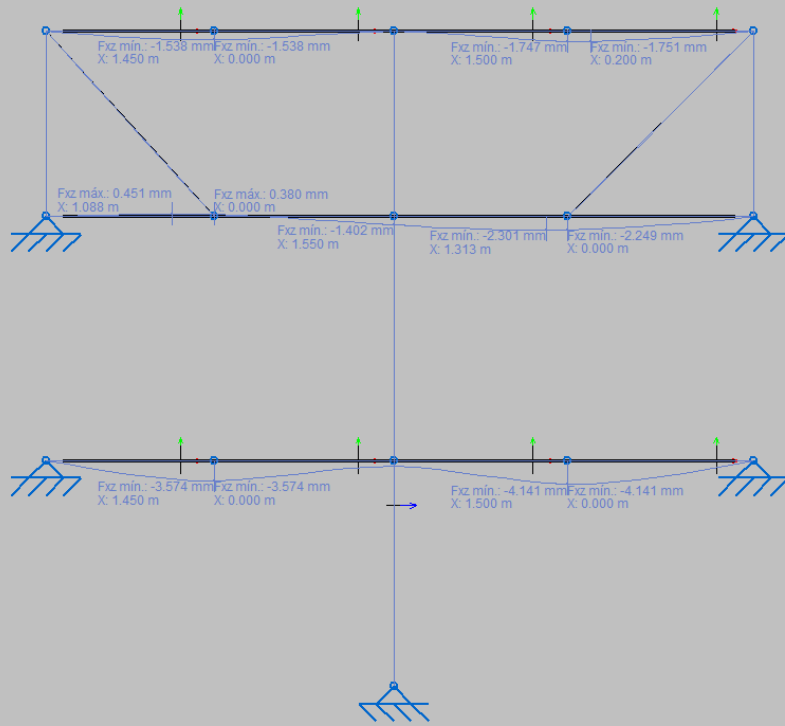 Fxz mín.: -1.538 mm Fxz mín.: -1.538 mm
X: 1.450 m X: 0.000 m
Fxz mín.: -1.747 mm Fxz mín.: -1.751 mm
X: 1.500 m X: 0.200 m
Fxz máx.: 0.451 mm Fxz máx.: 0.380 mm
X: 1.088 m X: 0.000 m
Fxz mín.: -1.402 mm
X: 1.550 m
Fxz mín.: -2.301 mm Fxz mín.: -2.249 mm
X: 1.313 m X: 0.000 m
Fxz mín.: -3.574 mm Fxz mín.: -3.574 mm
X: 1.450 m X: 0.000 m
Fxz mín.: -4.141 mm Fxz mín.: -4.141 mm
X: 1.500 m X: 0.000 m